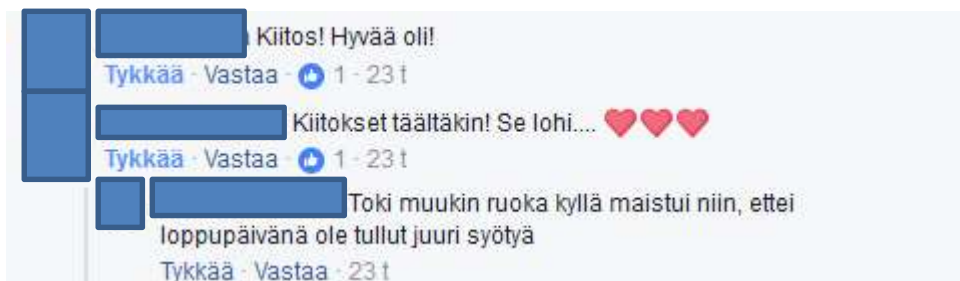 Kiitos! Hyvää oli!
Tykkää · Vastaa · 1 · 23 t
Kiitokset täältäkin! Se lohi.... ❤❤❤
Tykkää · Vastaa · 1 · 23 t
Toki muukin ruoka kyllä maistui niin, ettei
loppupäivänä ole tullut juuri syötyä
Tykkää · Vastaa · 23 t